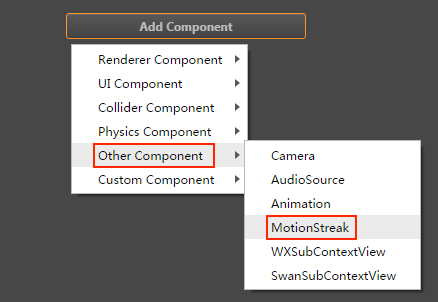 Add Component
Renderer Component
UI Component
Collider Component
Physics Component
Other Component
Custom Component
Camera
AudioSource
Animation
MotionStreak
WXSubContextView
SwanSubContextView